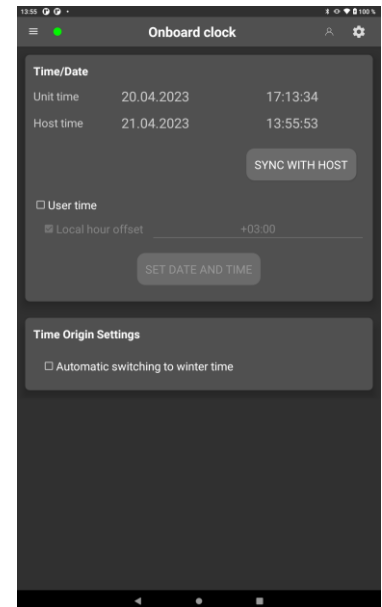 13:55 100 %
Onboard clock
Time/Date
Unit time 20.04.2023 17:13:34
Host time 21.04.2023 13:55:53
SYNC WITH HOST
User time
Local hour offset +03:00
SET DATE AND TIME
Time Origin Settings
Automatic switching to winter time